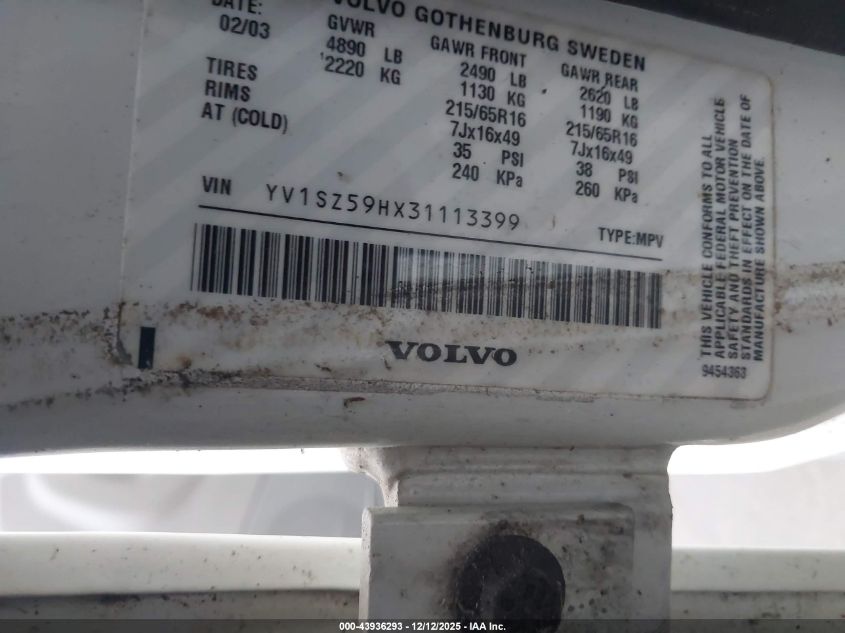 DATE: VOLVO GOTHENBURG SWEDEN
02/03 GVWR GAWR FRONT GAWR REAR
4890 LB 2490 LB 2620 LB
2220 KG 1130 KG 1190 KG
TIRES 215/65R16 215/65R16
RIMS 7Jx16x49 7Jx16x49
AT (COLD) 35 PSI 38 PSI
240 KPa 260 KPa
VIN YV1SZ59HX31113399
TYPE:MPV
VOLVO
THIS VEHICLE CONFORMS TO ALL
APPLICABLE FEDERAL MOTOR VEHICLE
SAFETY AND THEFT PREVENTION
STANDARDS IN EFFECT ON THE DATE OF
MANUFACTURE SHOWN ABOVE.
9454363
000-43936293 - 12/12/2025 - IAA Inc.